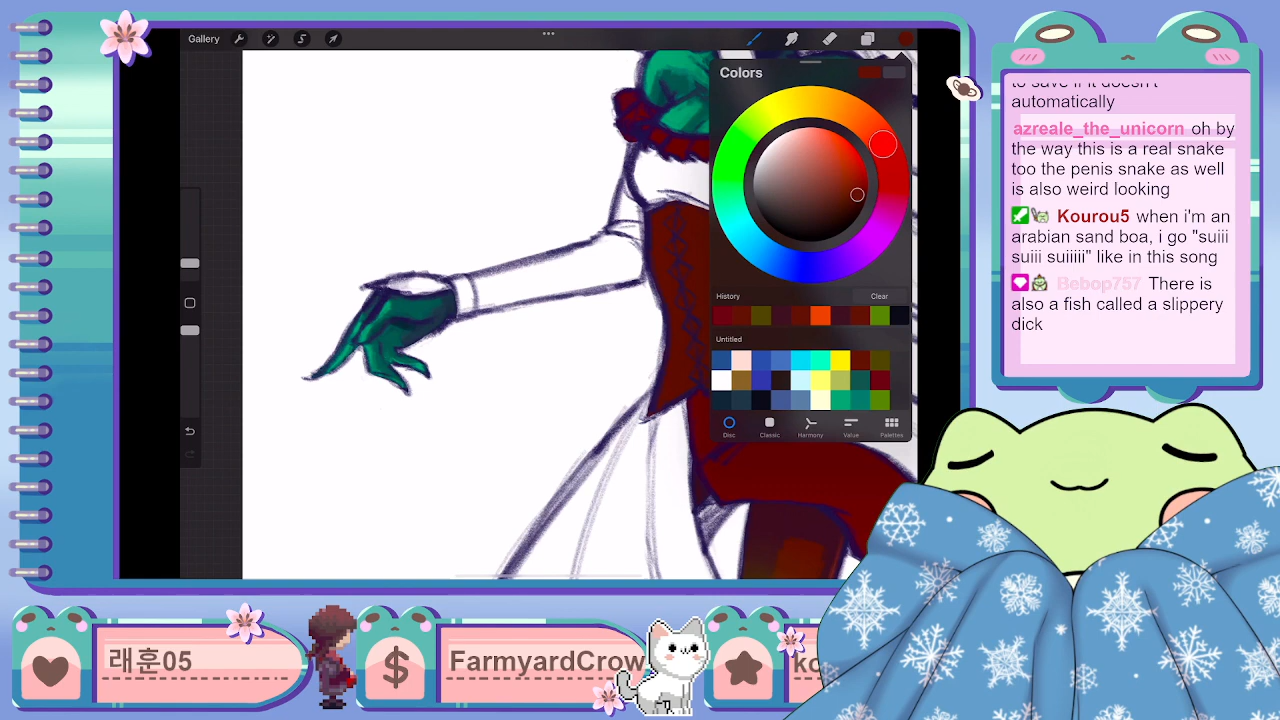 Gallery
Colors
History
Clear
Untitled
Disc
Classic
Harmony
Value
Palettes
to save if it doesn't
automatically
azreale_the_unicorn oh by
the way this is a real snake
too the penis snake as well
is also weird looking
Kourou5 when i'm an
arabian sand boa, i go "suiii
suiii suiiiii" like in this song
Bebop757 There is
also a fish called a slippery
dick
래훈05
$
FarmyardCrow